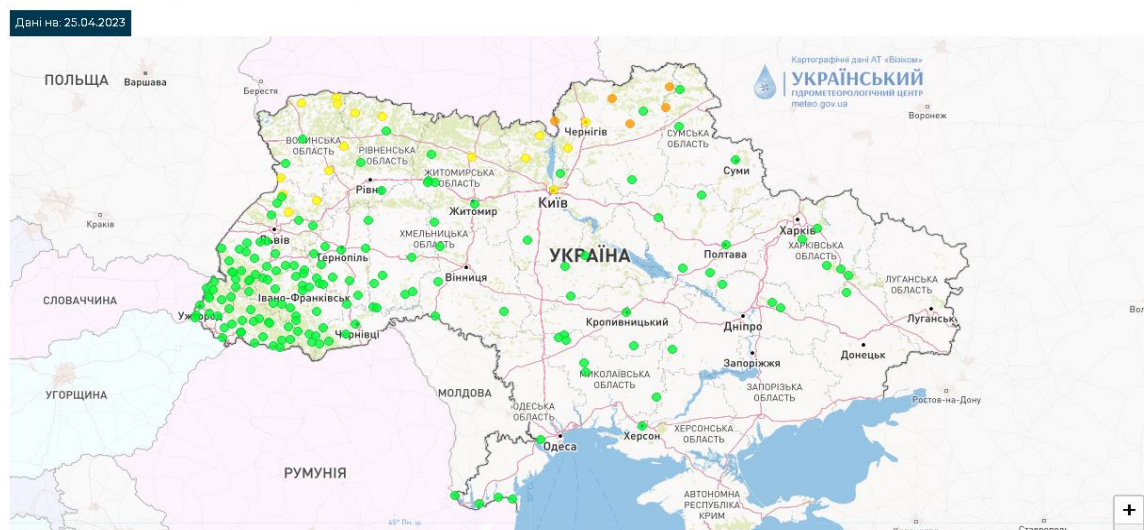 Дані на: 25.04.2023
Картографічні дані АТ «Візіком»
УКРАЇНСЬКИЙ
ГІДРОМЕТЕОРОЛОГІЧНИЙ ЦЕНТР
meteo.gov.ua
ПОЛЬЩА
Варшава
Берестя
Воронеж
Чернігів
ВОЛИНСЬКА
ОБЛАСТЬ
РІВНЕНСЬКА
ОБЛАСТЬ
СУМСЬКА
ОБЛАСТЬ
ЖИТОМИРСЬКА
ОБЛАСТЬ
Суми
Рівн
Київ
Житомир
Краків
Львів
ХМЕЛЬНИЦЬКА
ОБЛАСТЬ
Харків
ХАРКІВСЬКА
ОБЛАСТЬ
Тернопіль
УКРАЇНА
Полтава
Вінниця
ЛУГАНСЬКА
ОБЛАСТЬ
СЛОВАЧЧИНА
Івано-Франківськ
Ужгород
Луганськ
Чернівці
Кропивницький
Дніпро
Донецьк
Запоріжжя
МИКОЛАЇВСЬКА
ОБЛАСТЬ
УГОРЩИНА
МОЛДОВА
ЗАПОРІЗЬКА
ОБЛАСТЬ
Ростов-на-Дону
ОДЕСЬКА
ОБЛАСТЬ
Херсон
ХЕРСОНСЬКА
ОБЛАСТЬ
Одеса
РУМУНІЯ
АВТОНОМНА
РЕСПУБЛІКА
КРИМ
45° Пн. ш.
+